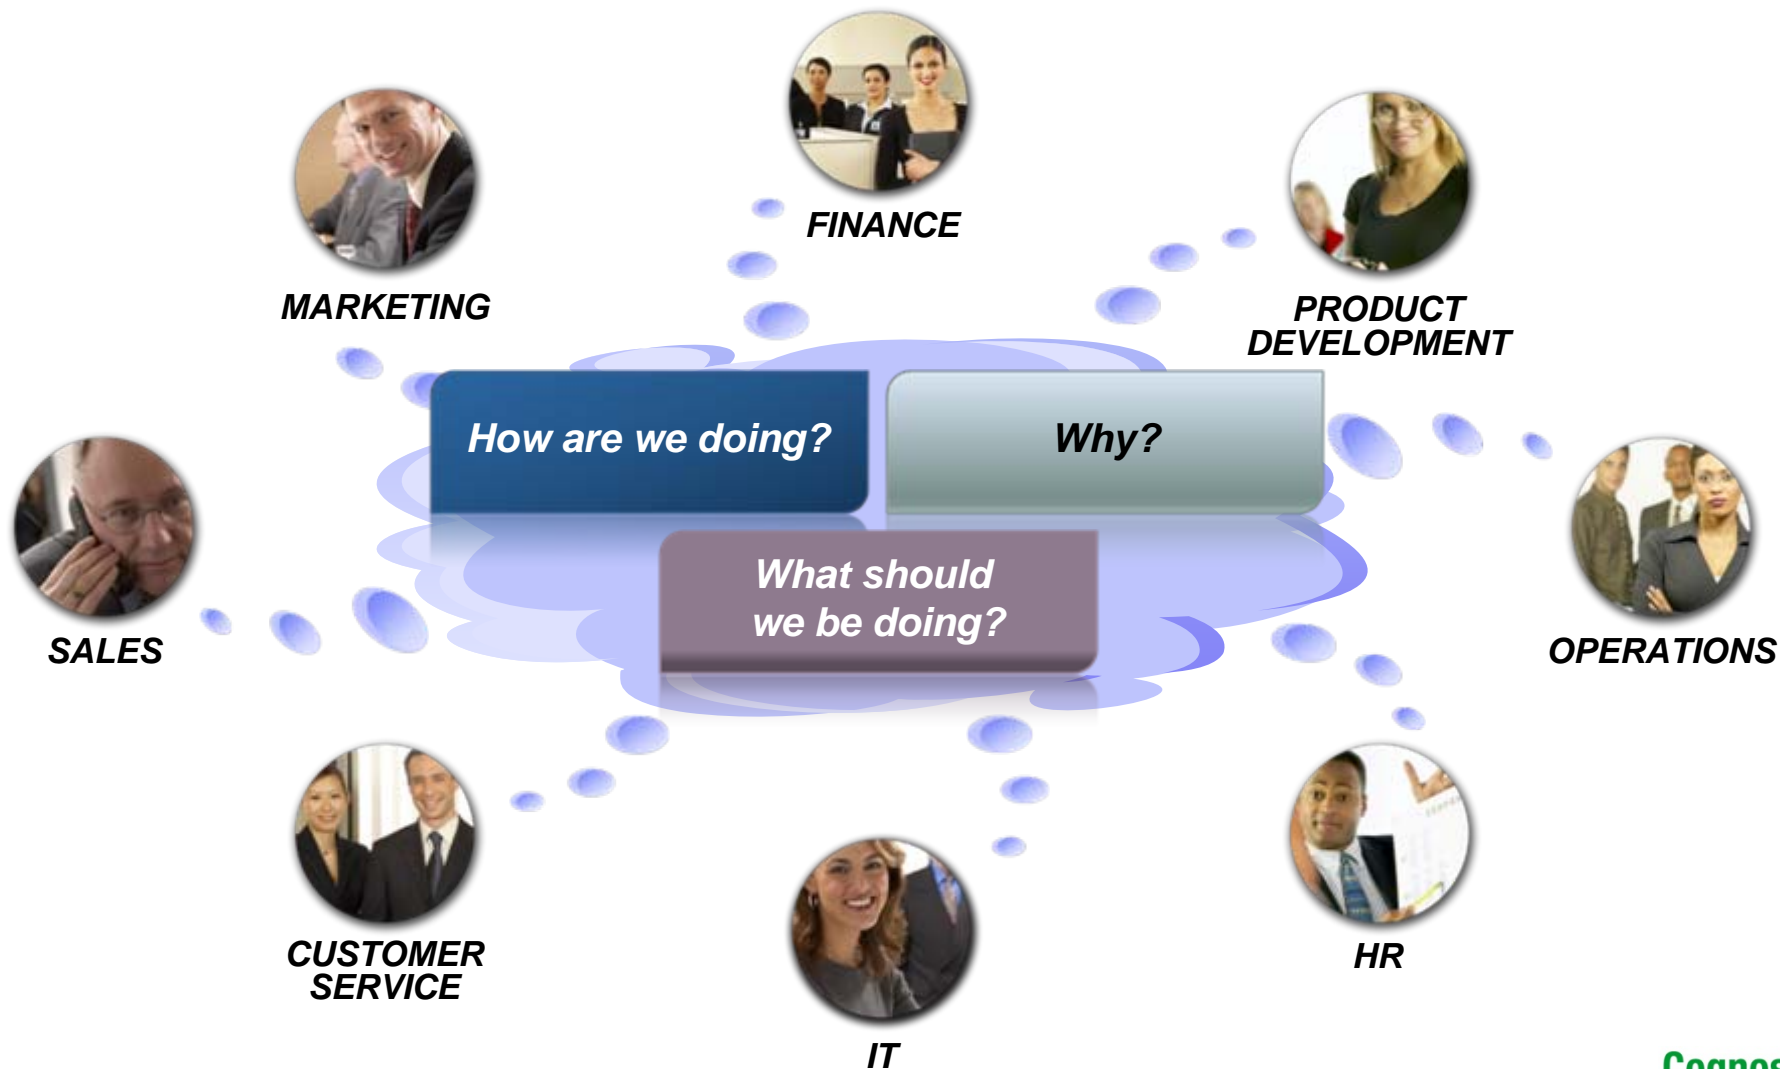 FINANCE
MARKETING
PRODUCT
DEVELOPMENT
How are we doing?
Why?
What should
we be doing?
SALES
OPERATIONS
CUSTOMER
SERVICE
HR
IT
Cognos